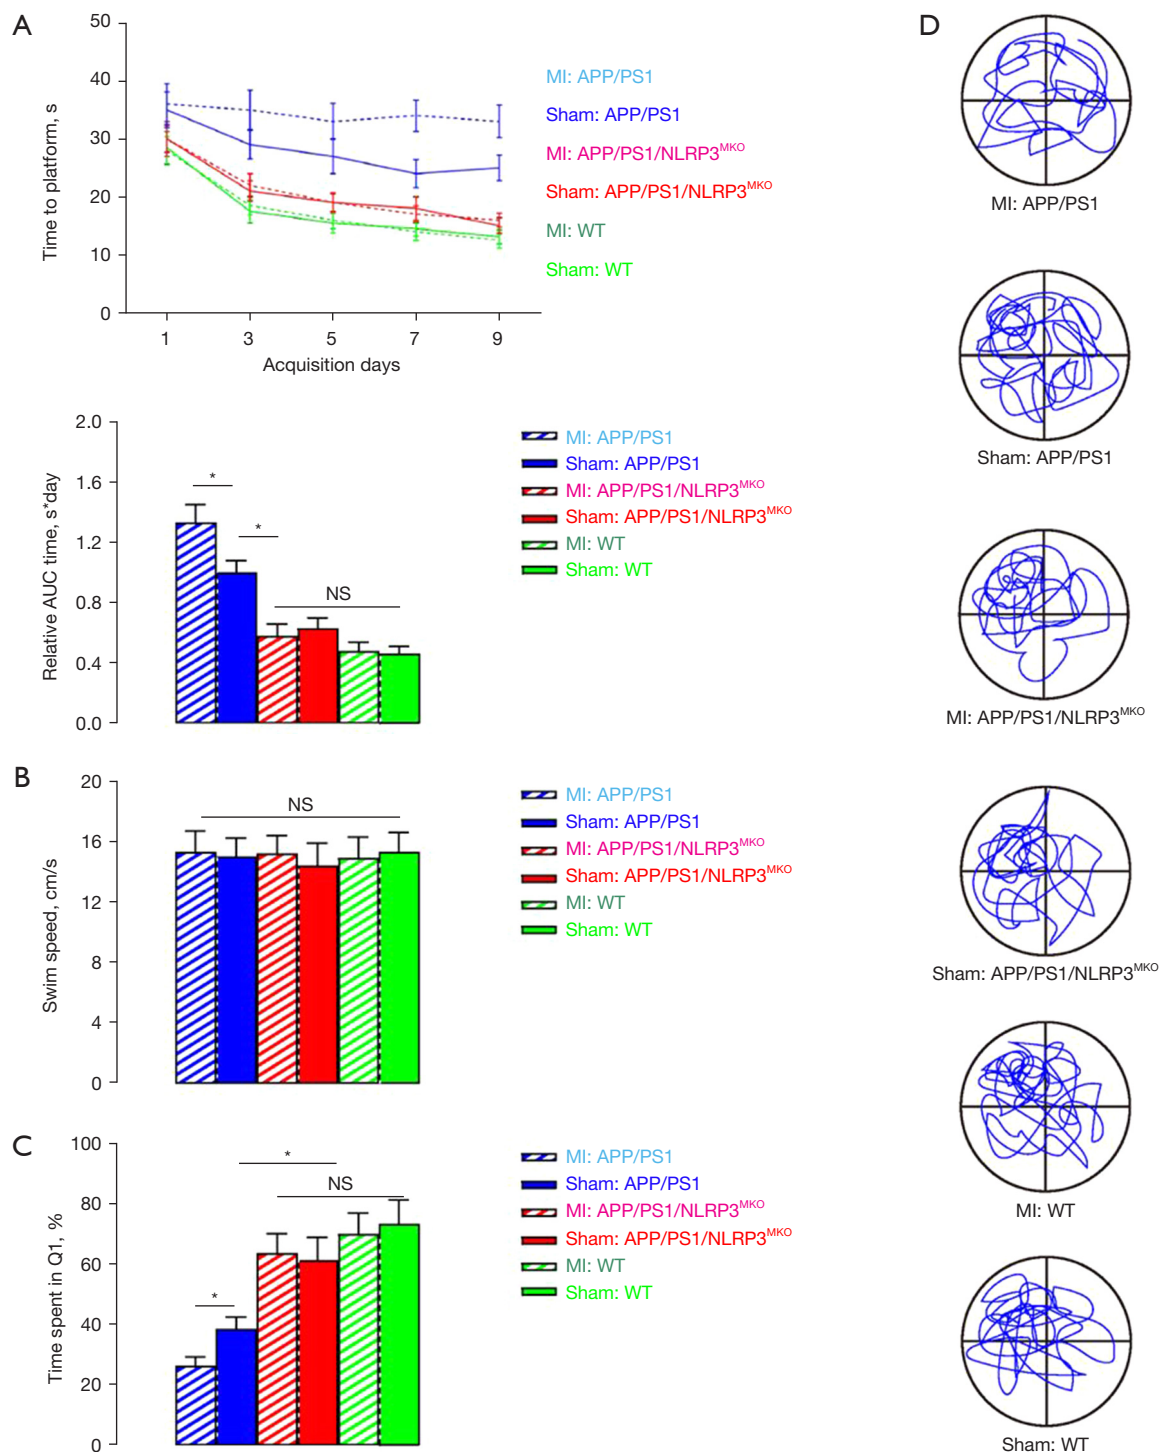 A
50
40
30
20
10
0
Time to platform, s
1 3 5 7 9
Acquisition days
MI: APP/PS1
Sham: APP/PS1
MI: APP/PS1/NLRP3MKO
Sham: APP/PS1/NLRP3MKO
MI: WT
Sham: WT
2.0
1.6
1.2
0.8
0.4
0.0
Relative AUC time, s*day
*
*
NS
MI: APP/PS1
Sham: APP/PS1
MI: APP/PS1/NLRP3MKO
Sham: APP/PS1/NLRP3MKO
MI: WT
Sham: WT
B
20
16
12
8
4
0
Swim speed, cm/s
NS
MI: APP/PS1
Sham: APP/PS1
MI: APP/PS1/NLRP3MKO
Sham: APP/PS1/NLRP3MKO
MI: WT
Sham: WT
C
100
80
60
40
20
0
Time spent in Q1, %
*
*
NS
MI: APP/PS1
Sham: APP/PS1
MI: APP/PS1/NLRP3MKO
Sham: APP/PS1/NLRP3MKO
MI: WT
Sham: WT
D
MI: APP/PS1
Sham: APP/PS1
MI: APP/PS1/NLRP3MKO
Sham: APP/PS1/NLRP3MKO
MI: WT
Sham: WT